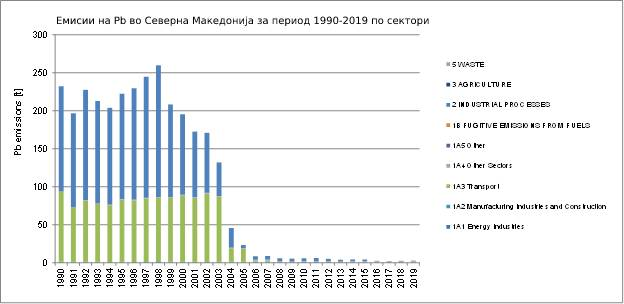 Емисии на Pb во Северна Македонија за период 1990-2019 по сектори
Pb emissions [t]
300
250
200
150
100
50
0
1990 1991 1992 1993 1994 1995 1996 1997 1998 1999 2000 2001 2002 2003 2004 2005 2006 2007 2008 2009 2010 2011 2012 2013 2014 2015 2016 2017 2018 2019
5 WASTE
3 AGRICULTURE
2 INDUSTRIAL PROCESSES
1B FUGITIVE EMISSIONS FROM FUELS
1A5 Other
1A4 Other Sectors
1A3 Transport
1A2 Manufacturing Industries and Construction
1A1 Energy Industries